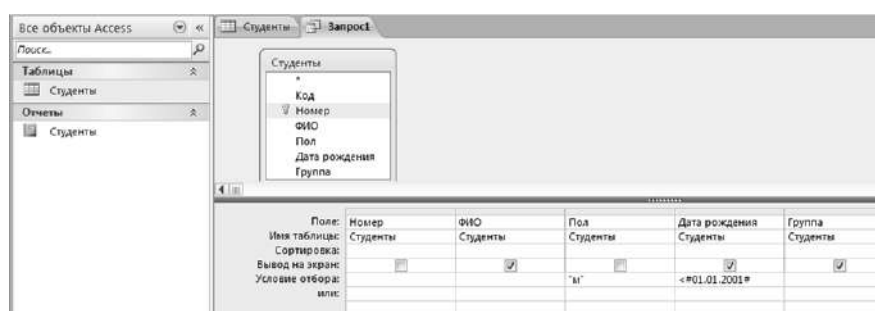 Все объекты Access
Студенты
Запрос1
Поиск...
Таблицы
Студенты
Отчеты
Студенты
Студенты
*
Код
Номер
ФИО
Пол
Дата рождения
Группа
Поле: Номер ФИО Пол Дата рождения Группа
Имя таблицы: Студенты Студенты Студенты Студенты Студенты
Сортировка:
Вывод на экран:
Условие отбора: "м" <#01.01.2001#
или: